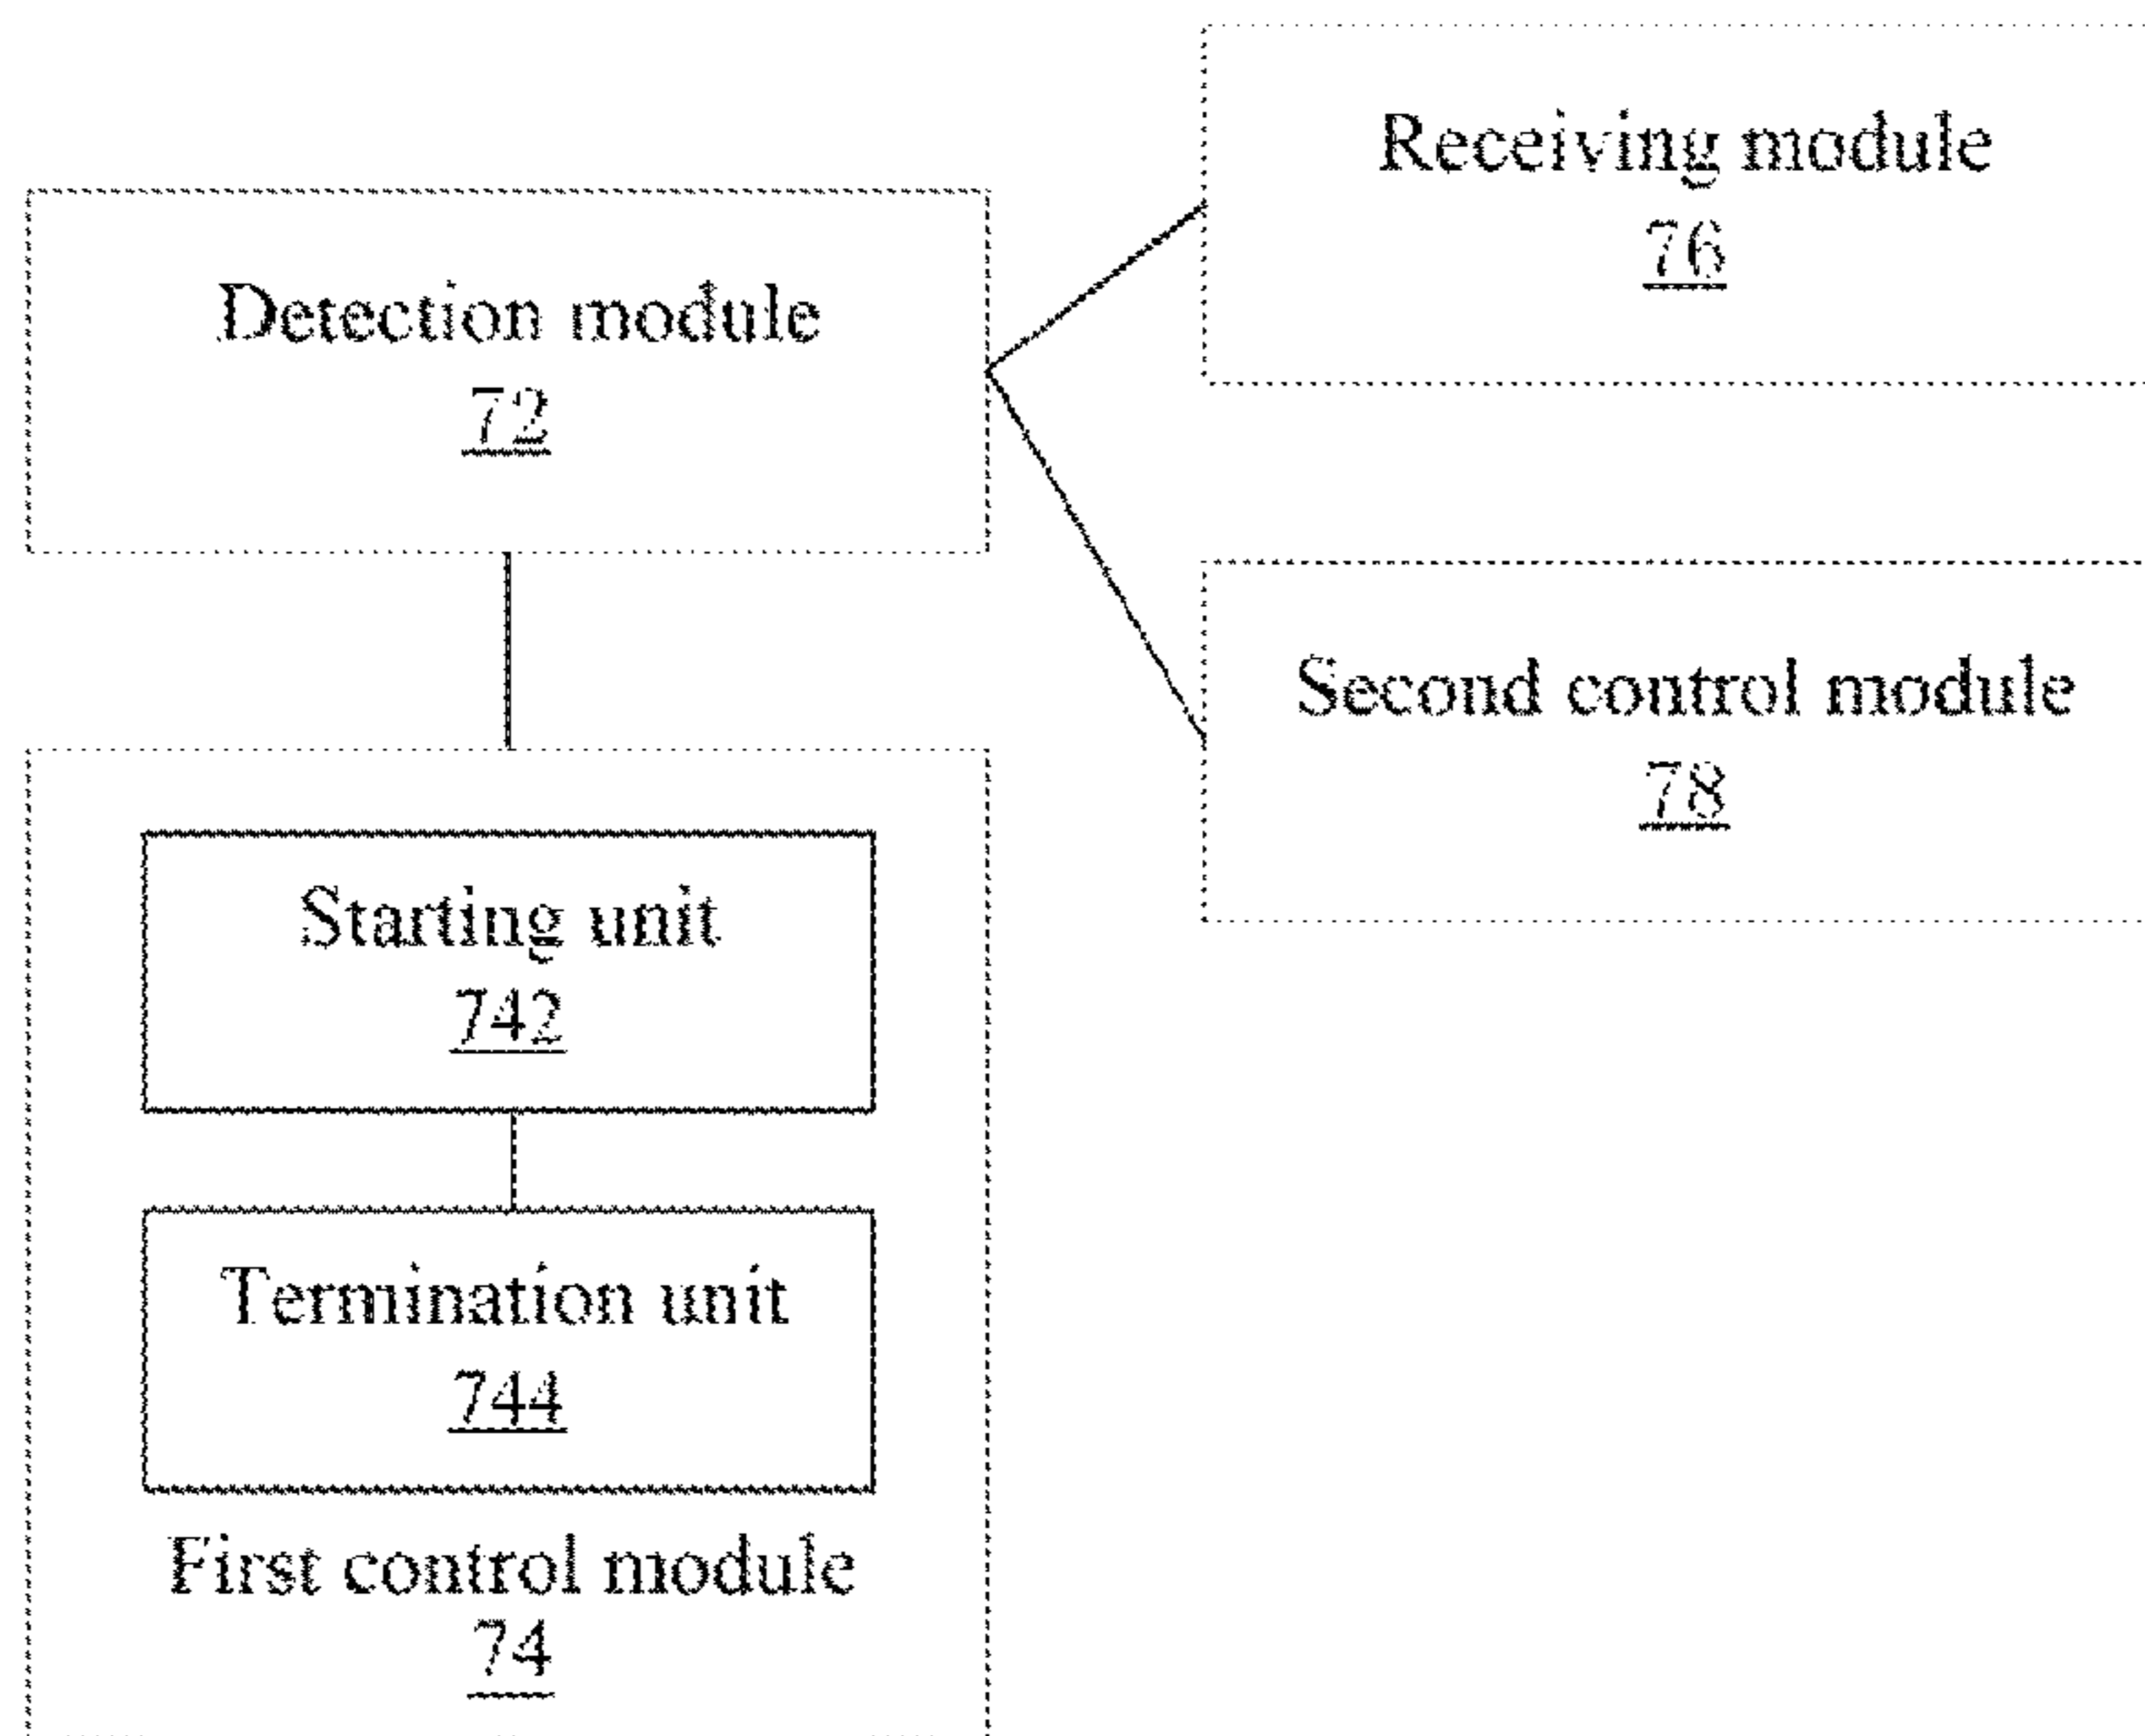 Receiving module
76
Detection module
72
Second control module
78
Starting unit
742
Termination unit
744
First control module
74